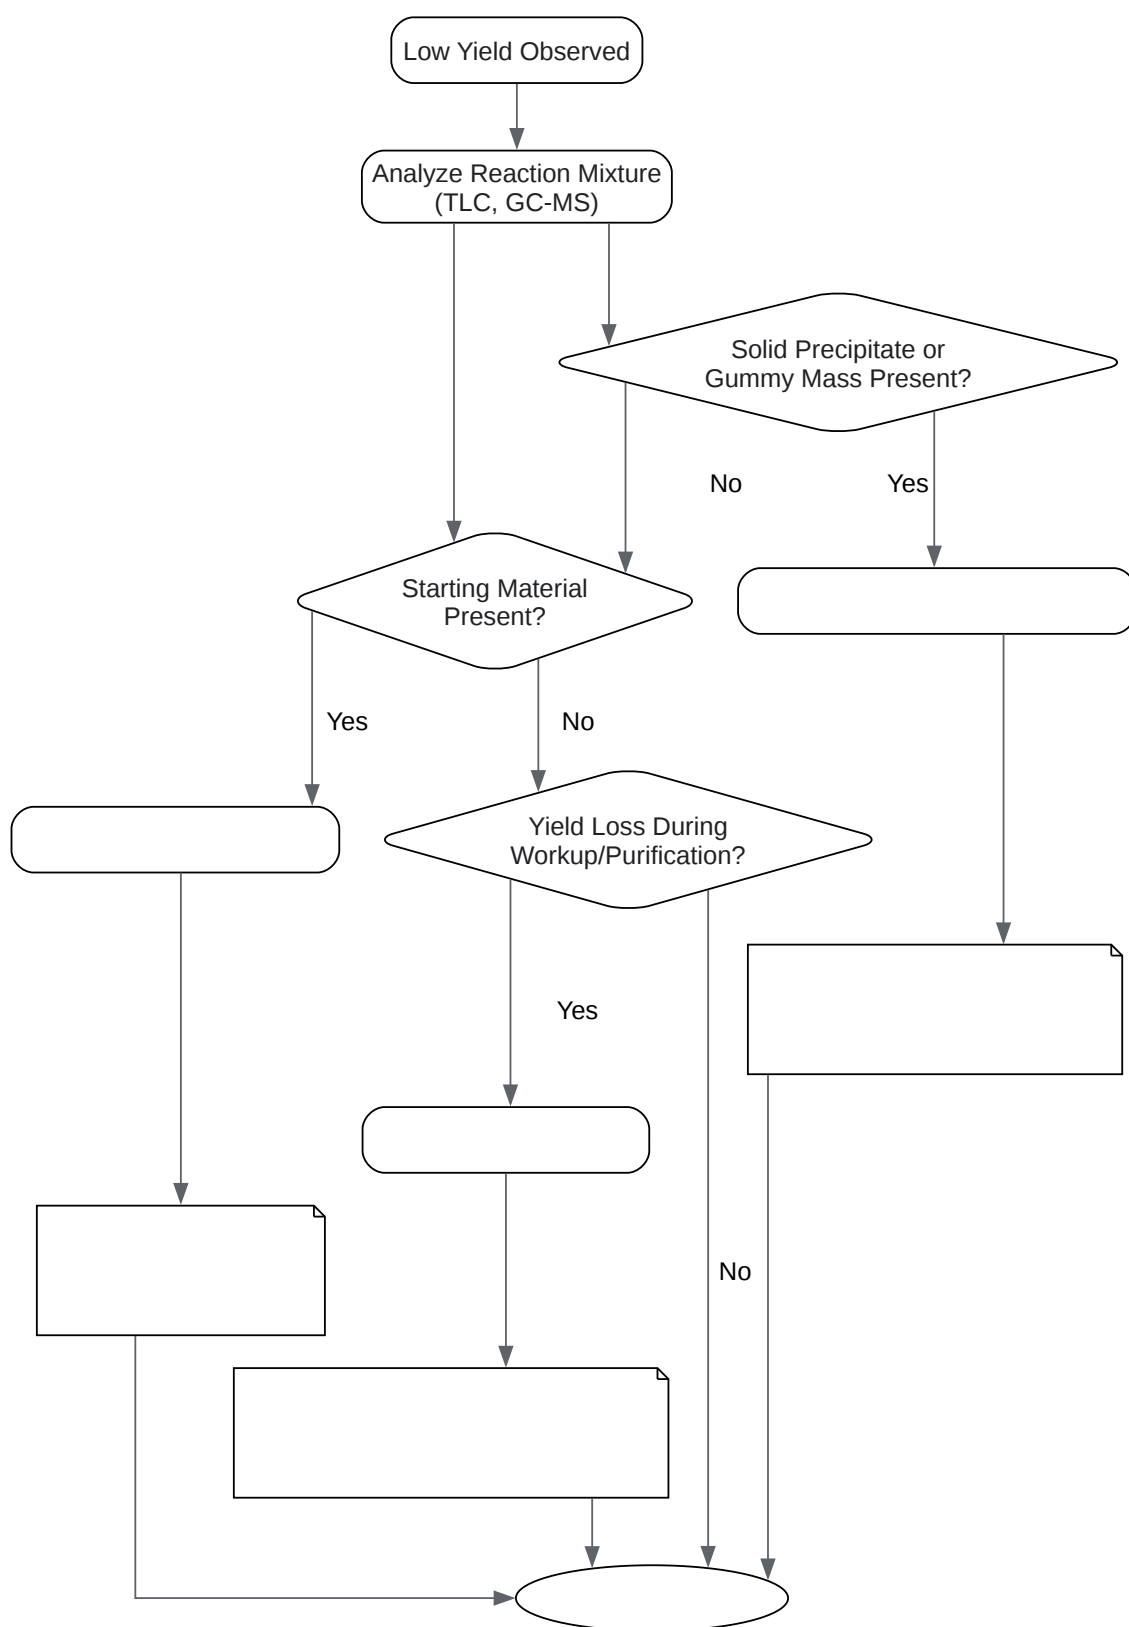 Low Yield Observed
Analyze Reaction Mixture
(TLC, GC-MS)
Solid Precipitate or
Gummy Mass Present?
No
Yes
Starting Material
Present?
Yes
No
Yield Loss During
Workup/Purification?
Yes
No